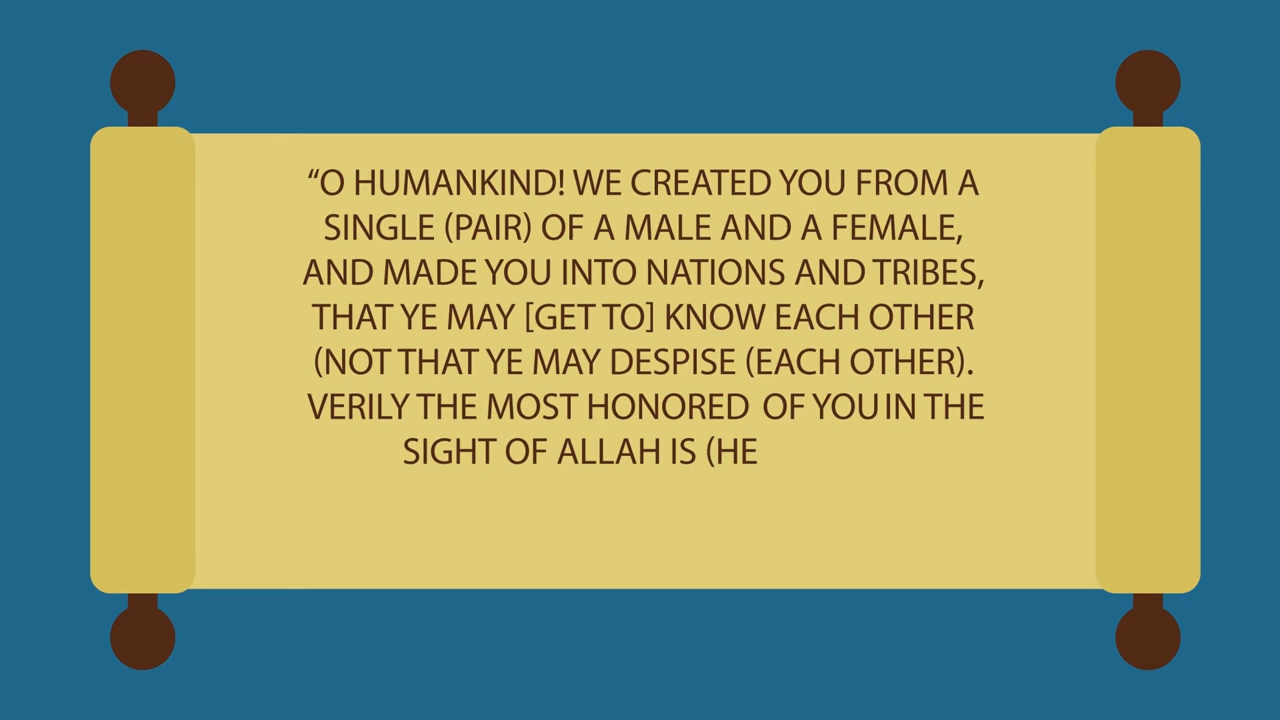 “O HUMANKIND! WE CREATED YOU FROM A
SINGLE (PAIR) OF A MALE AND A FEMALE,
AND MADE YOU INTO NATIONS AND TRIBES,
THAT YE MAY [GET TO] KNOW EACH OTHER
(NOT THAT YE MAY DESPISE (EACH OTHER).
VERILY THE MOST HONORED OF YOU IN THE
SIGHT OF ALLAH IS (HE